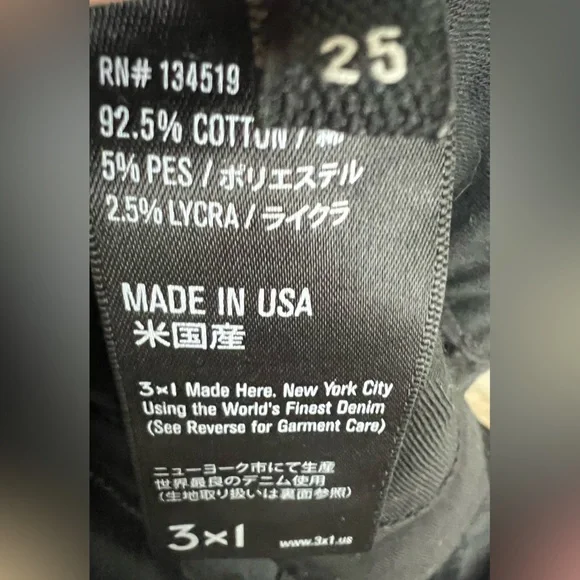 25
RN# 134519
92.5% COTTON / 綿
5% PES / ポリエステル
2.5% LYCRA / ライクラ
MADE IN USA
米国産
3×1 Made Here. New York City
Using the World's Finest Denim
(See Reverse for Garment Care)
ニューヨーク市にて生産
世界最良のデニム使用
(生地取り扱いは裏面参照)
3×1
www.3x1.us